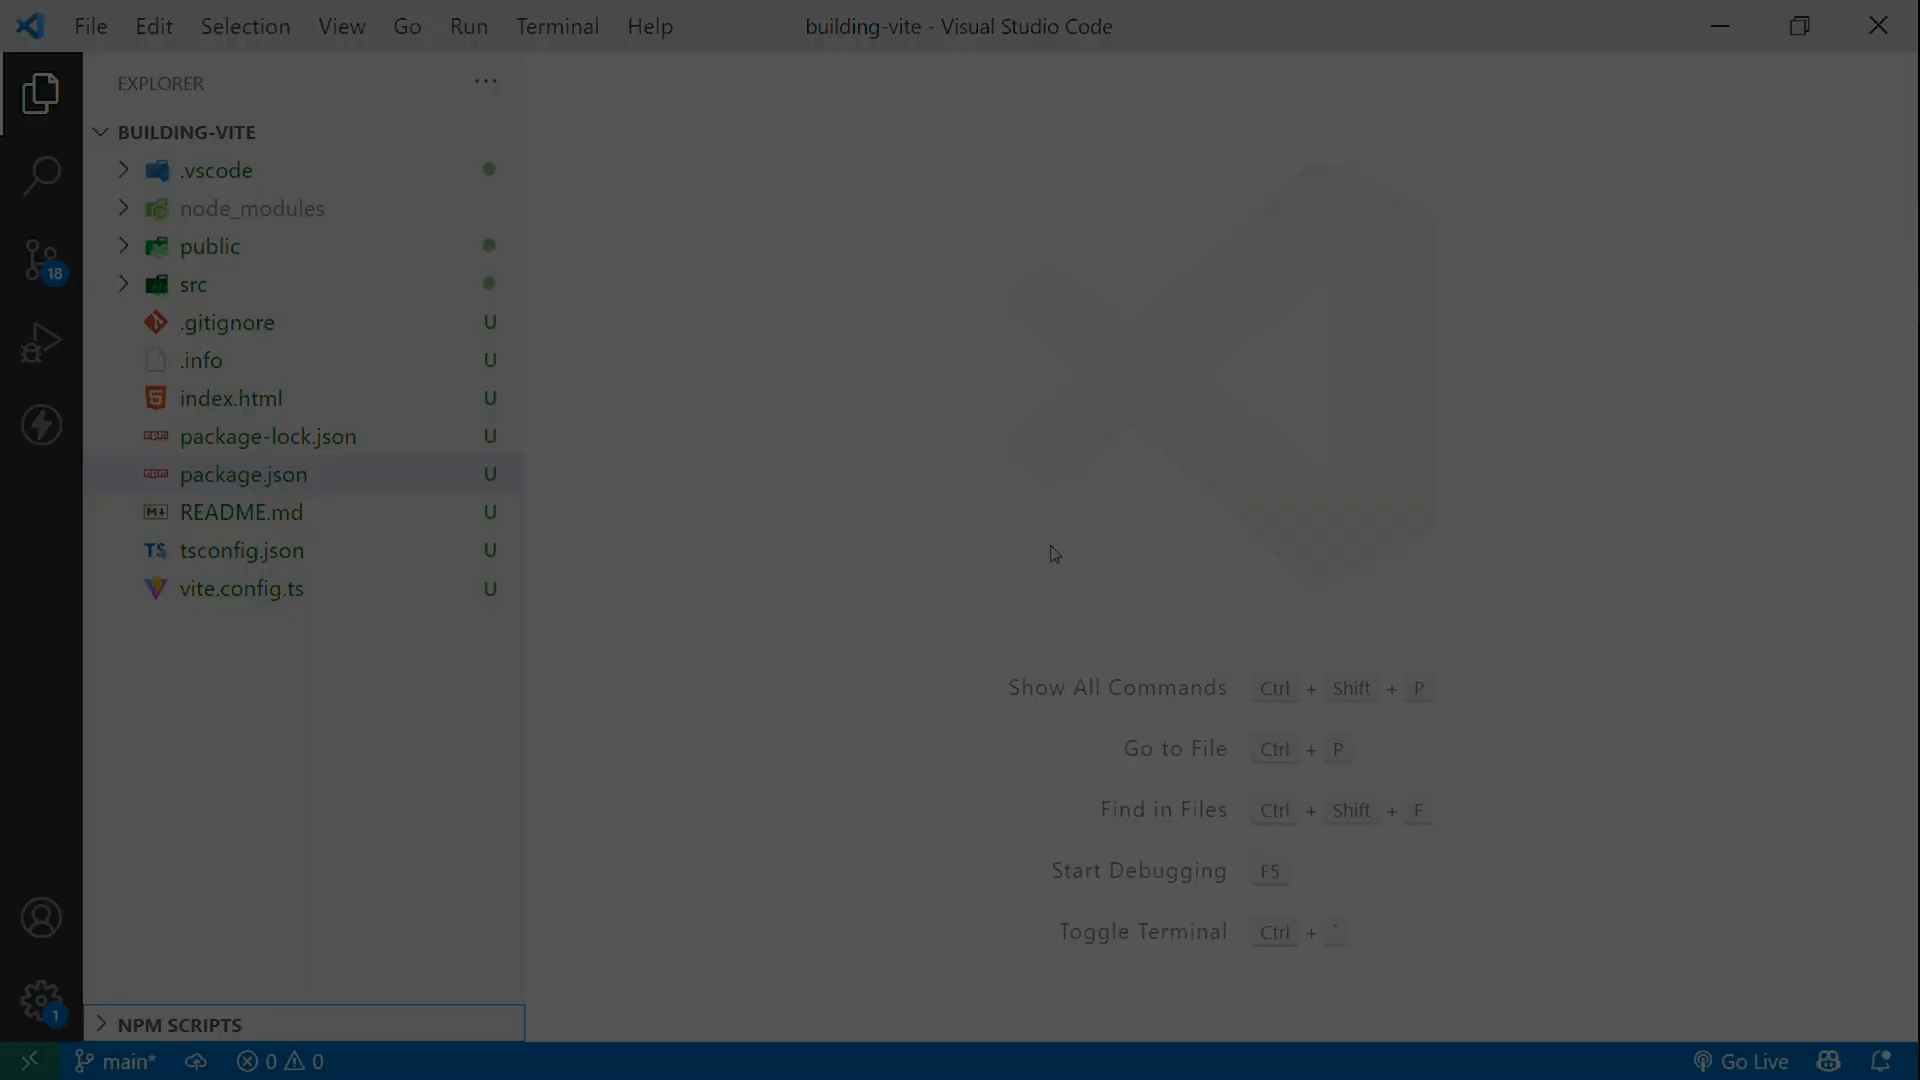 File Edit Selection View Go Run Terminal Help building-vite - Visual Studio Code
EXPLORER
BUILDING-VITE
.vscode
node_modules
public
18
src
.gitignore U
.info U
index.html U
package-lock.json U
package.json U
README.md U
TS tsconfig.json U
vite.config.ts U
Show All Commands Ctrl + Shift + P
Go to File Ctrl + P
Find in Files Ctrl + Shift + F
Start Debugging F5
Toggle Terminal Ctrl + `
1
NPM SCRIPTS
main* 0 0 Go Live